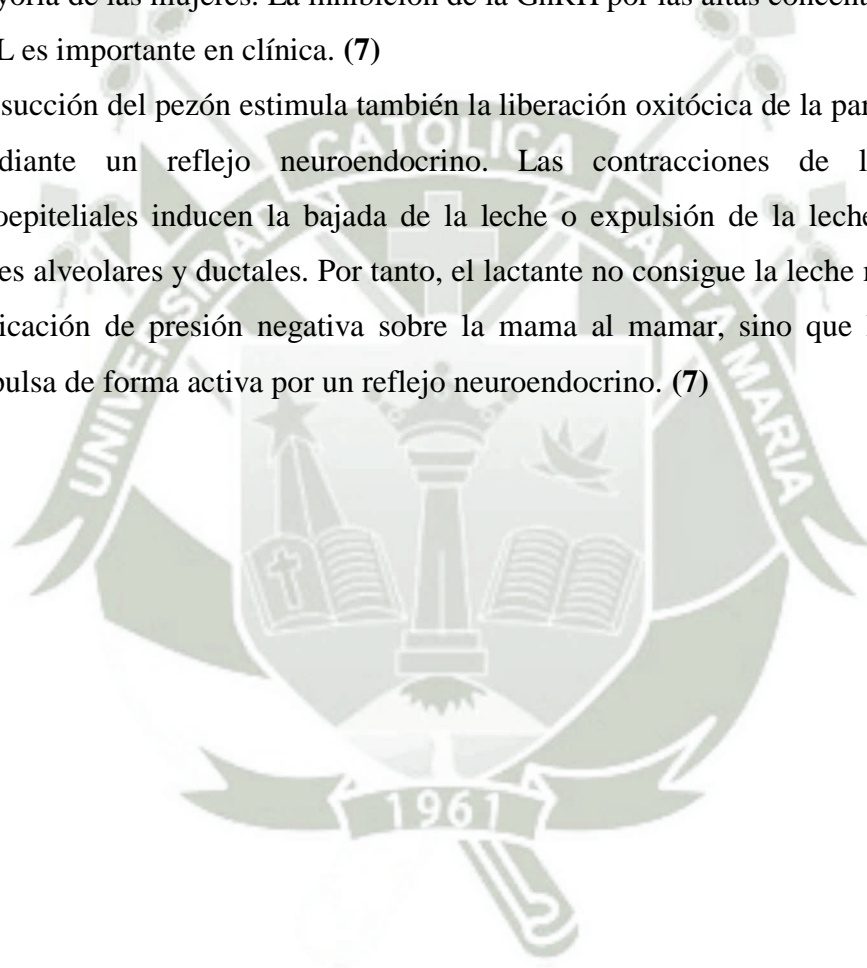 yoría de las mujeres. La inhibición de la GnRH por las altas
L es importante en clínica. (7)
succión del pezón estimula también la liberación oxitócica de la
diante un reflejo neuroendocrino. Las contracciones de
oepiteliales inducen la bajada de la leche o expulsión de la leche
es alveolares y ductales. Por tanto, el lactante no consigue la leche
icación de presión negativa sobre la mama al mamar, sino que
pulsa de forma activa por un reflejo neuroendocrino. (7)
UNIVERSIDAD CATOLICA SANTA MARIA
1961